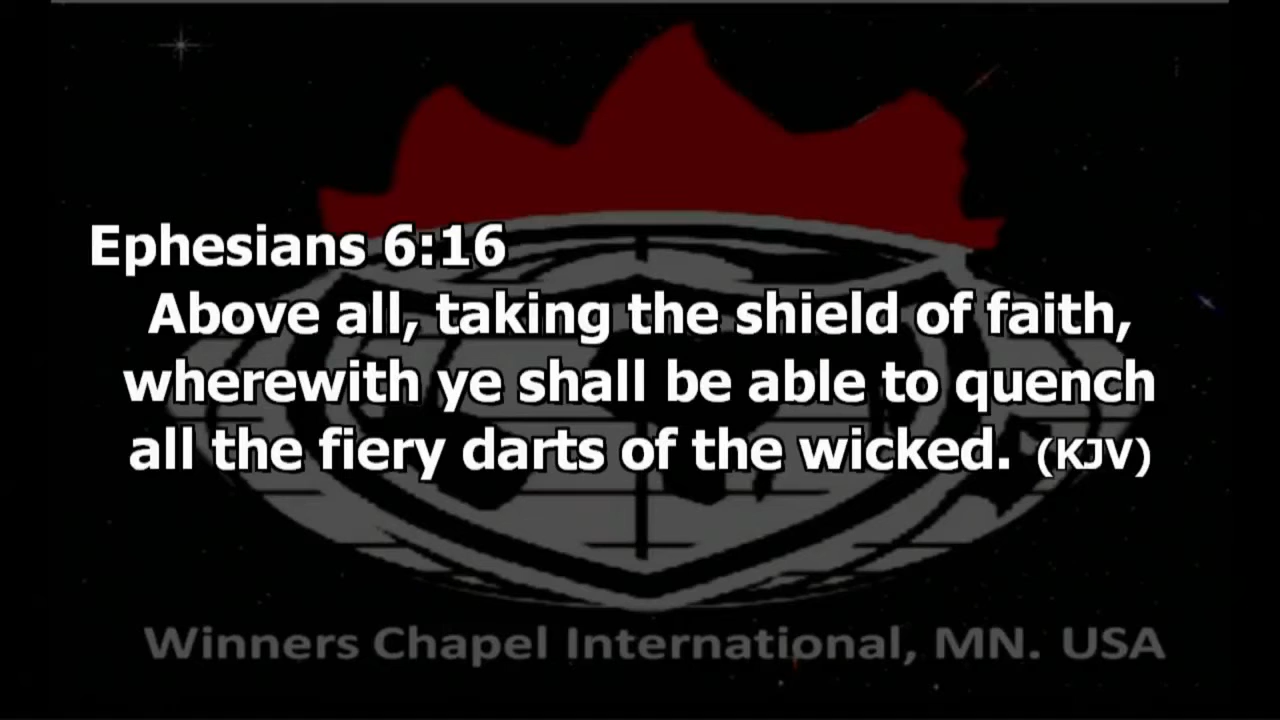 Ephesians 6:16
Above all, taking the shield of faith,
wherewith ye shall be able to quench
all the fiery darts of the wicked. (KJV)
Winners Chapel International, MN. USA